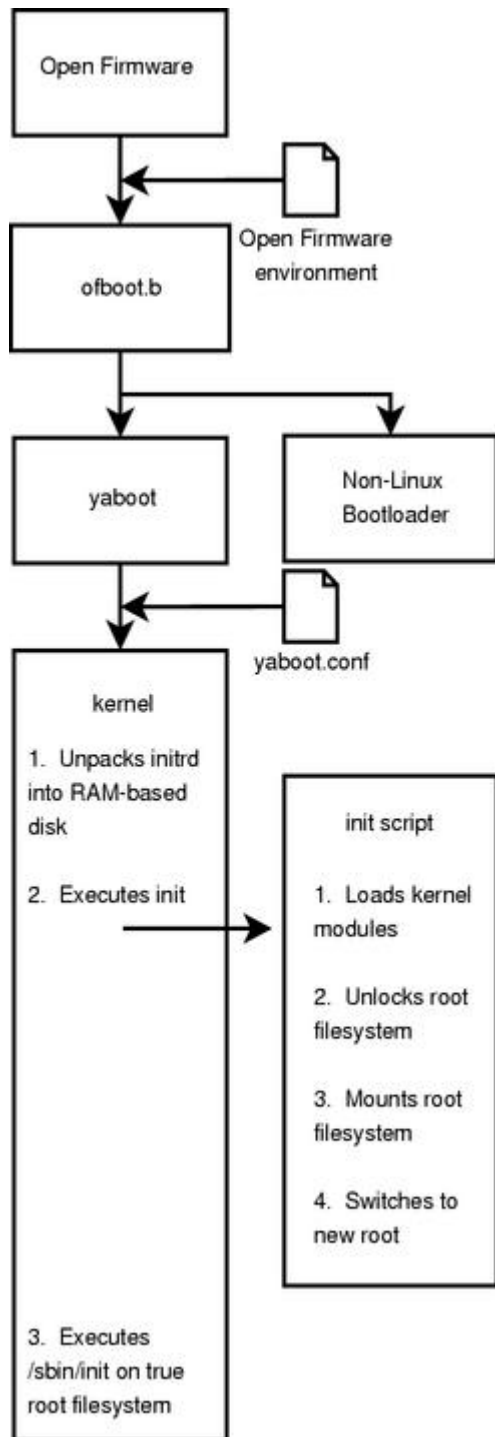 Open Firmware
Open Firmware
environment
ofboot.b
yaboot
Non-Linux
Bootloader
yaboot.conf
kernel
1. Unpacks initrd
into RAM-based
disk
2. Executes init
init script
1. Loads kernel
modules
2. Unlocks root
filesystem
3. Mounts root
filesystem
4. Switches to
new root
3. Executes
/sbin/init on true
root filesystem